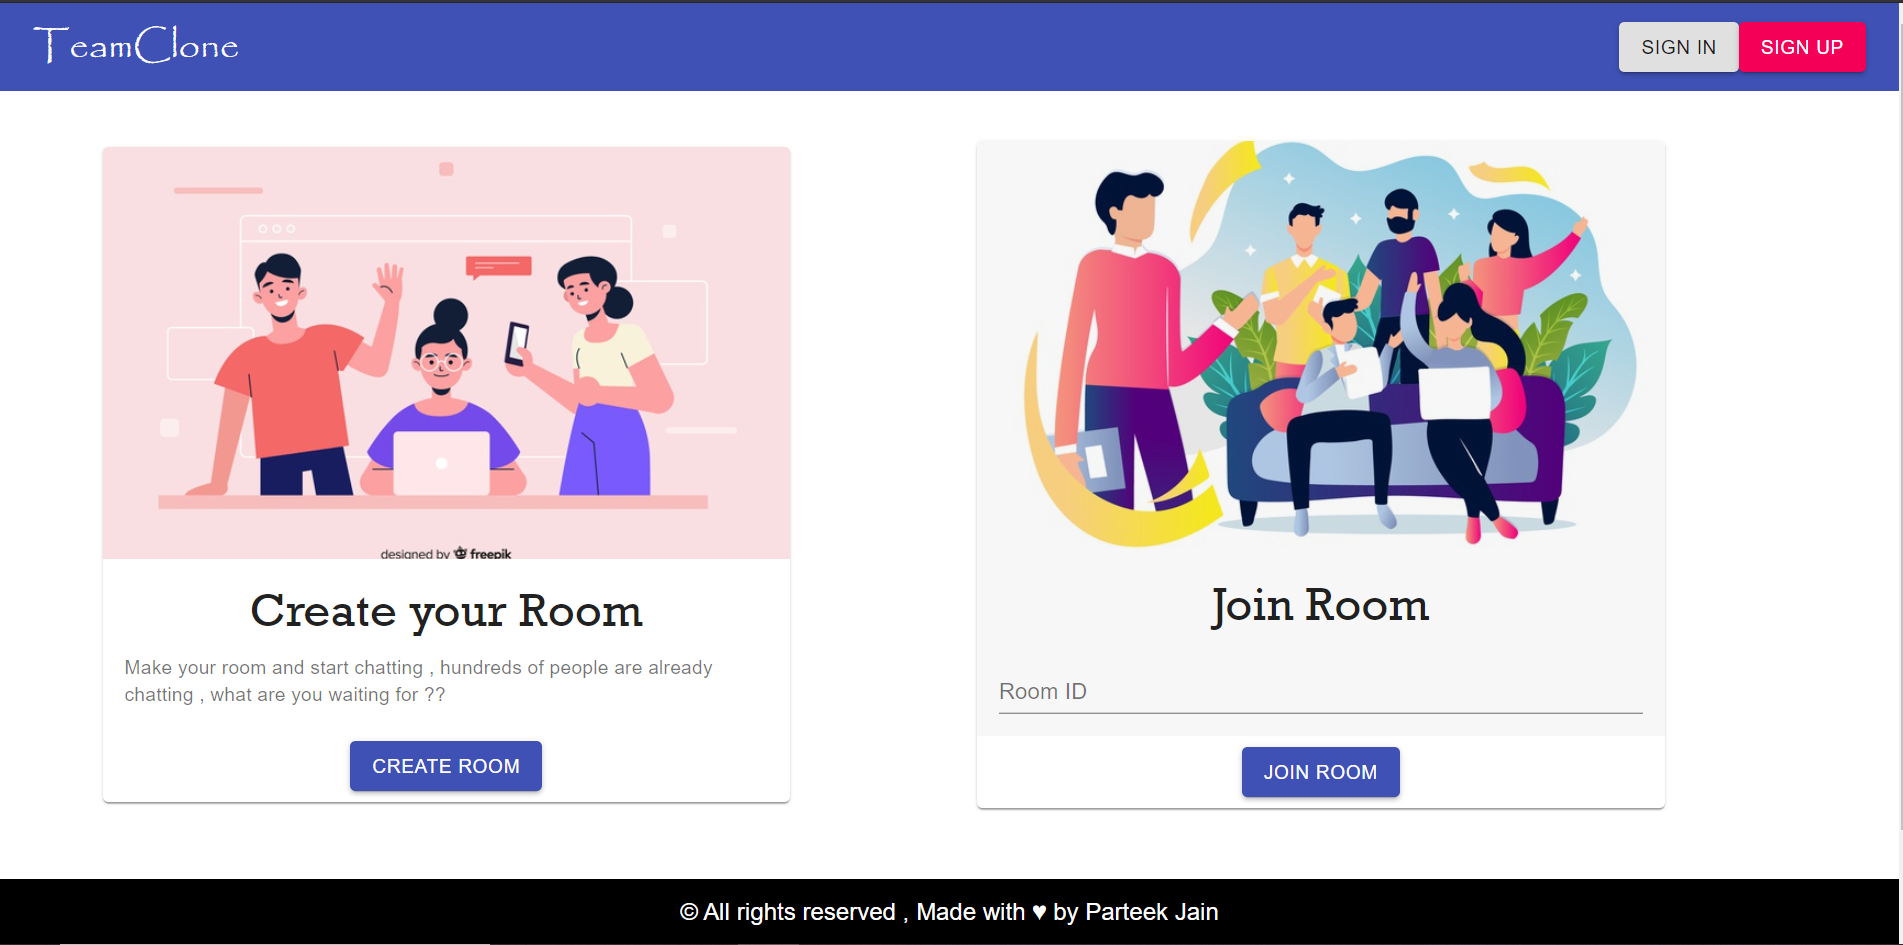 TeamClone
SIGN IN
SIGN UP
designed by freepik
Create your Room
Make your room and start chatting , hundreds of people are already
chatting , what are you waiting for ??
CREATE ROOM
Join Room
Room ID
JOIN ROOM
© All rights reserved , Made with ♥ by Parteek Jain